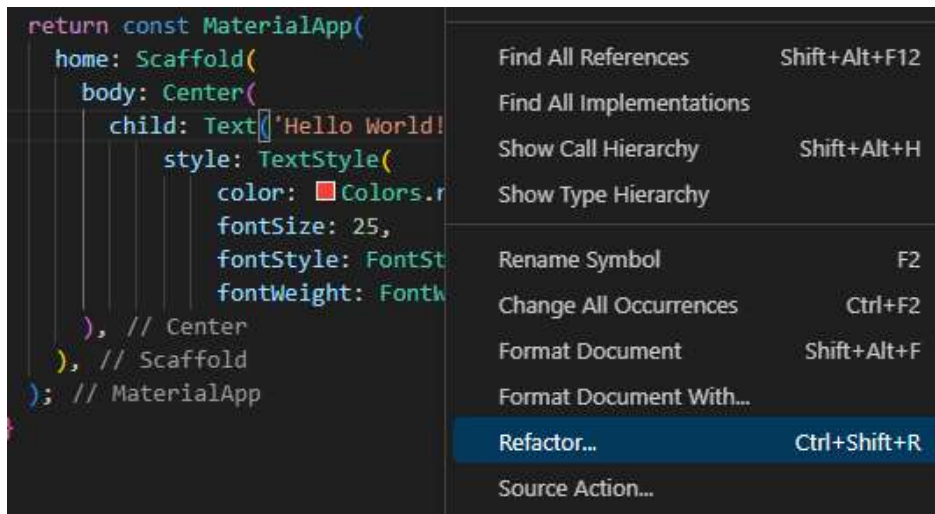 return const MaterialApp(
home: Scaffold(
body: Center(
child: Text('Hello World!
style: TextStyle(
color: Colors.r
fontSize: 25,
fontStyle: FontSt
fontWeight: FontW
), // Center
), // Scaffold
); // MaterialApp
}
Find All References Shift+Alt+F12
Find All Implementations
Show Call Hierarchy Shift+Alt+H
Show Type Hierarchy
Rename Symbol F2
Change All Occurrences Ctrl+F2
Format Document Shift+Alt+F
Format Document With...
Refactor... Ctrl+Shift+R
Source Action...